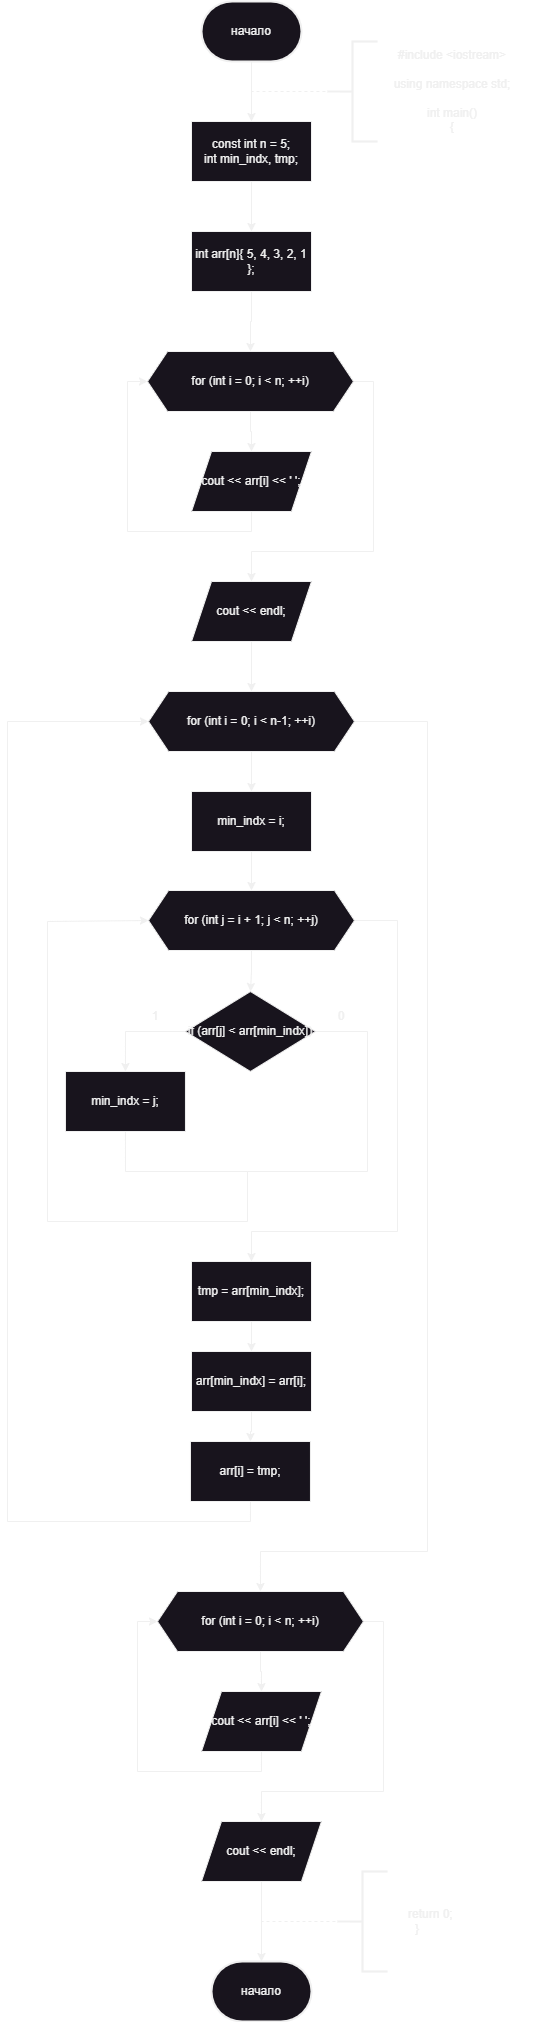 начало
#include <iostream>
using namespace std;
int main()
{
const int n = 5;
int min_indx, tmp;
int arr[n]{ 5, 4, 3, 2, 1
};
for (int i = 0; i < n; ++i)
cout << arr[i] << ' ';
cout << endl;
for (int i = 0; i < n-1; ++i)
min_indx = i;
for (int j = i + 1; j < n; ++j)
1
0
if (arr[j] < arr[min_indx])
min_indx = j;
tmp = arr[min_indx];
arr[min_indx] = arr[i];
arr[i] = tmp;
for (int i = 0; i < n; ++i)
cout << arr[i] << ' ';
cout << endl;
return 0;
}
начало